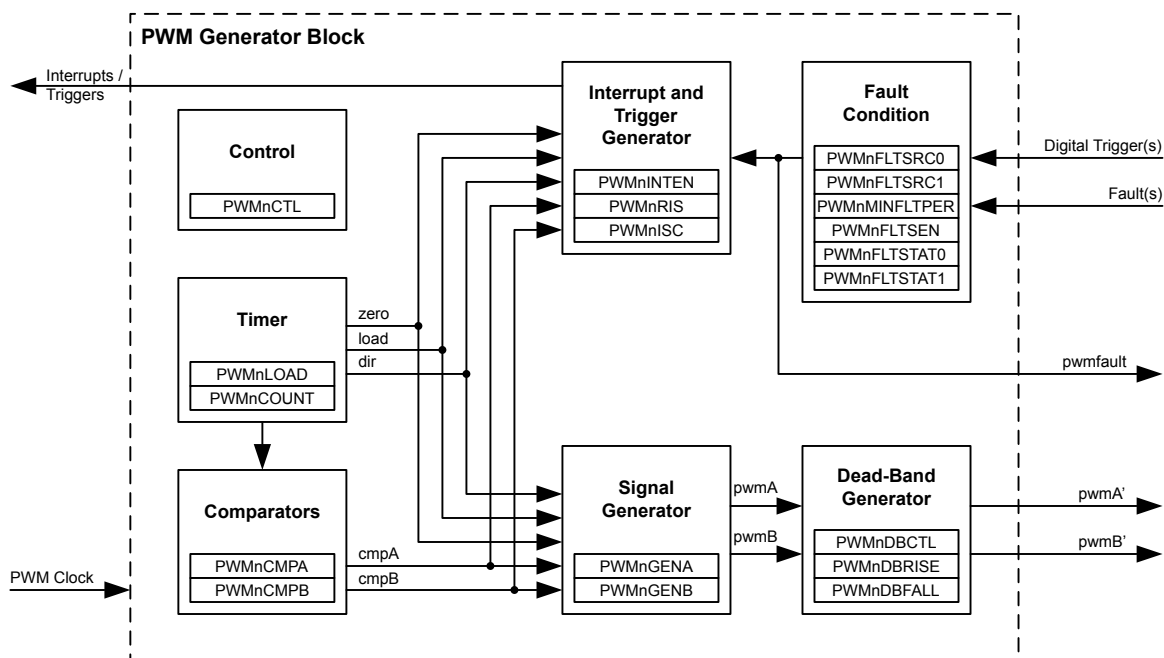 PWM Generator Block
Interrupts /
Triggers
Control
PWMnCTL
Interrupt and
Trigger
Generator
PWMnINTEN
PWMnRIS
PWMnISC
Fault
Condition
PWMnFLTSRC0
PWMnFLTSRC1
PWMnMINFLTPER
PWMnFLTSEN
PWMnFLTSTAT0
PWMnFLTSTAT1
Digital Trigger(s)
Fault(s)
Timer
PWMnLOAD
PWMnCOUNT
zero
load
dir
pwmfault
Comparators
PWMnCMPA
PWMnCMPB
cmpA
cmpB
Signal
Generator
PWMnGENA
PWMnGENB
pwmA
pwmB
Dead-Band
Generator
PWMnDBCTL
PWMnDBRISE
PWMnDBFALL
pwmA’
pwmB’
PWM Clock